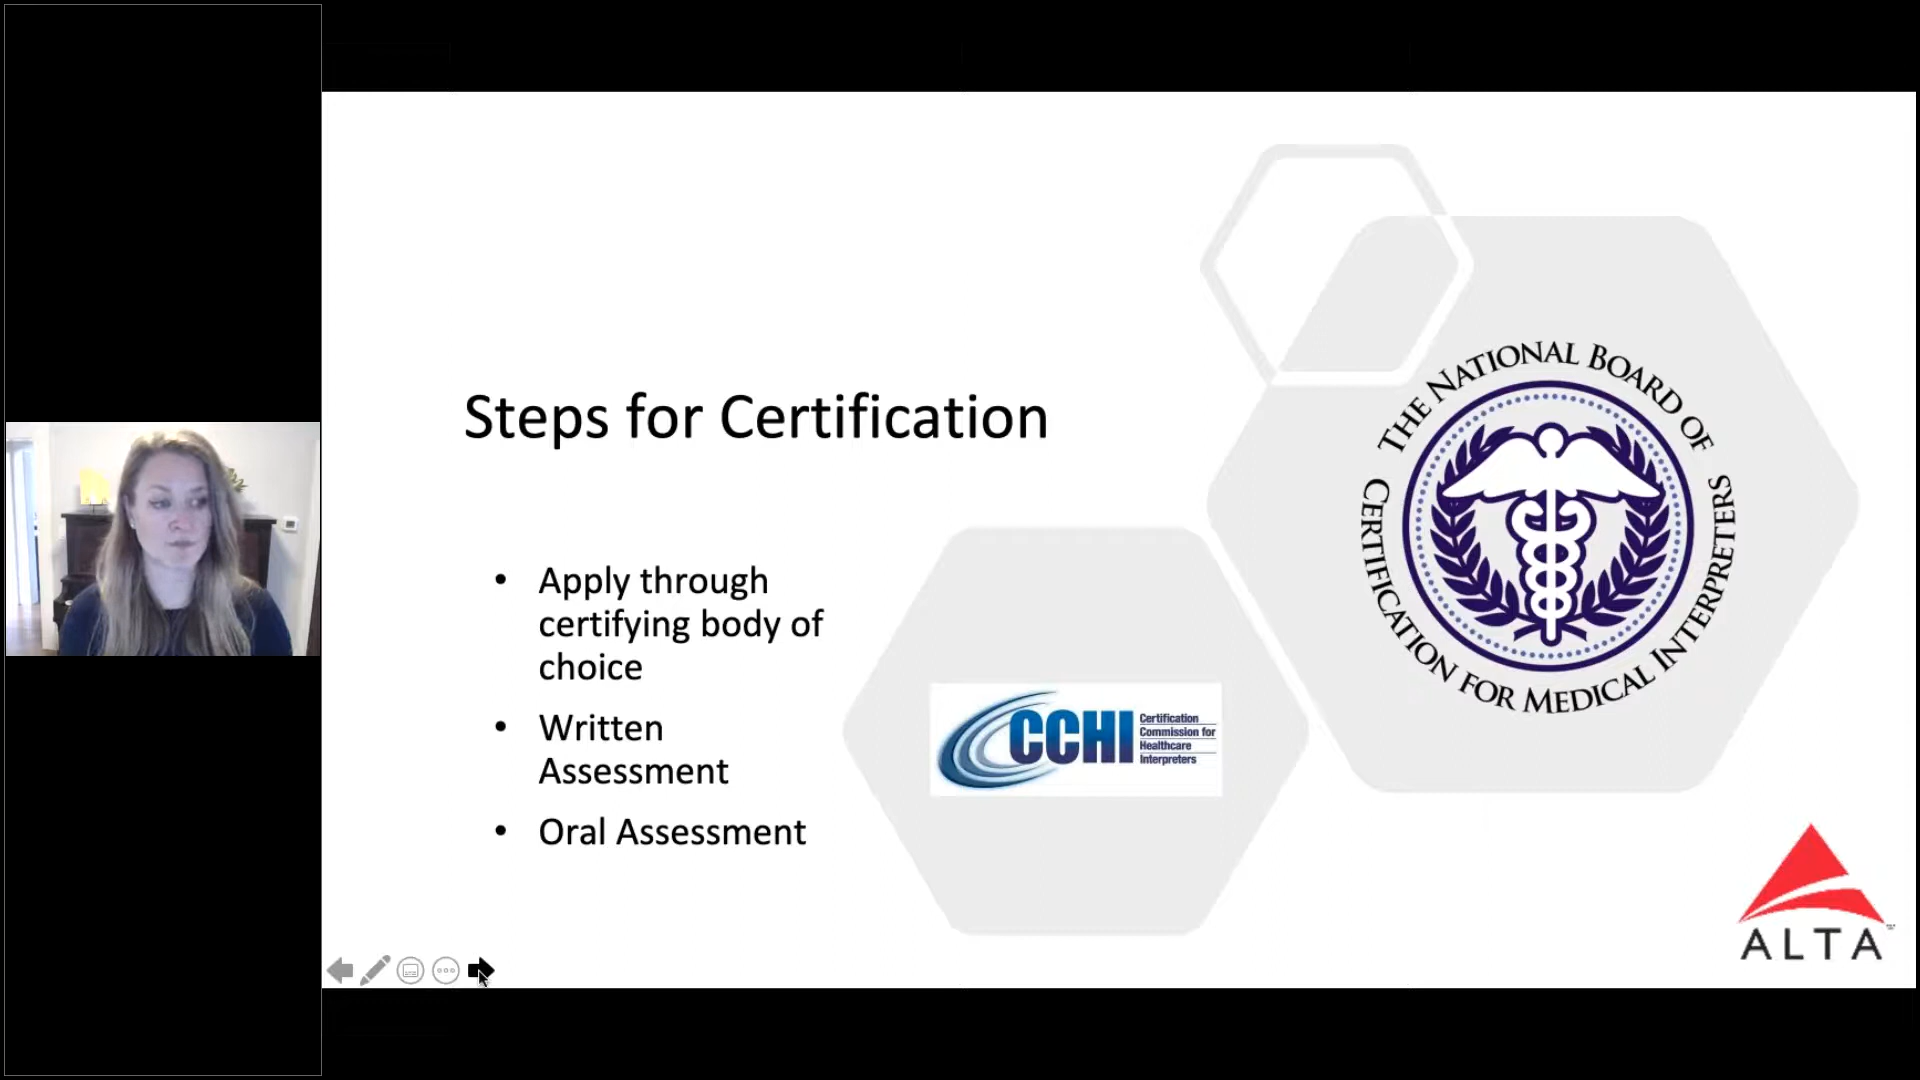 Steps for Certification
• Apply through
certifying body of
choice
• Written
Assessment
• Oral Assessment
CCHI
Certification
Commission for
Healthcare
Interpreters
THE NATIONAL BOARD OF
CERTIFICATION FOR MEDICAL INTERPRETERS
ALTA